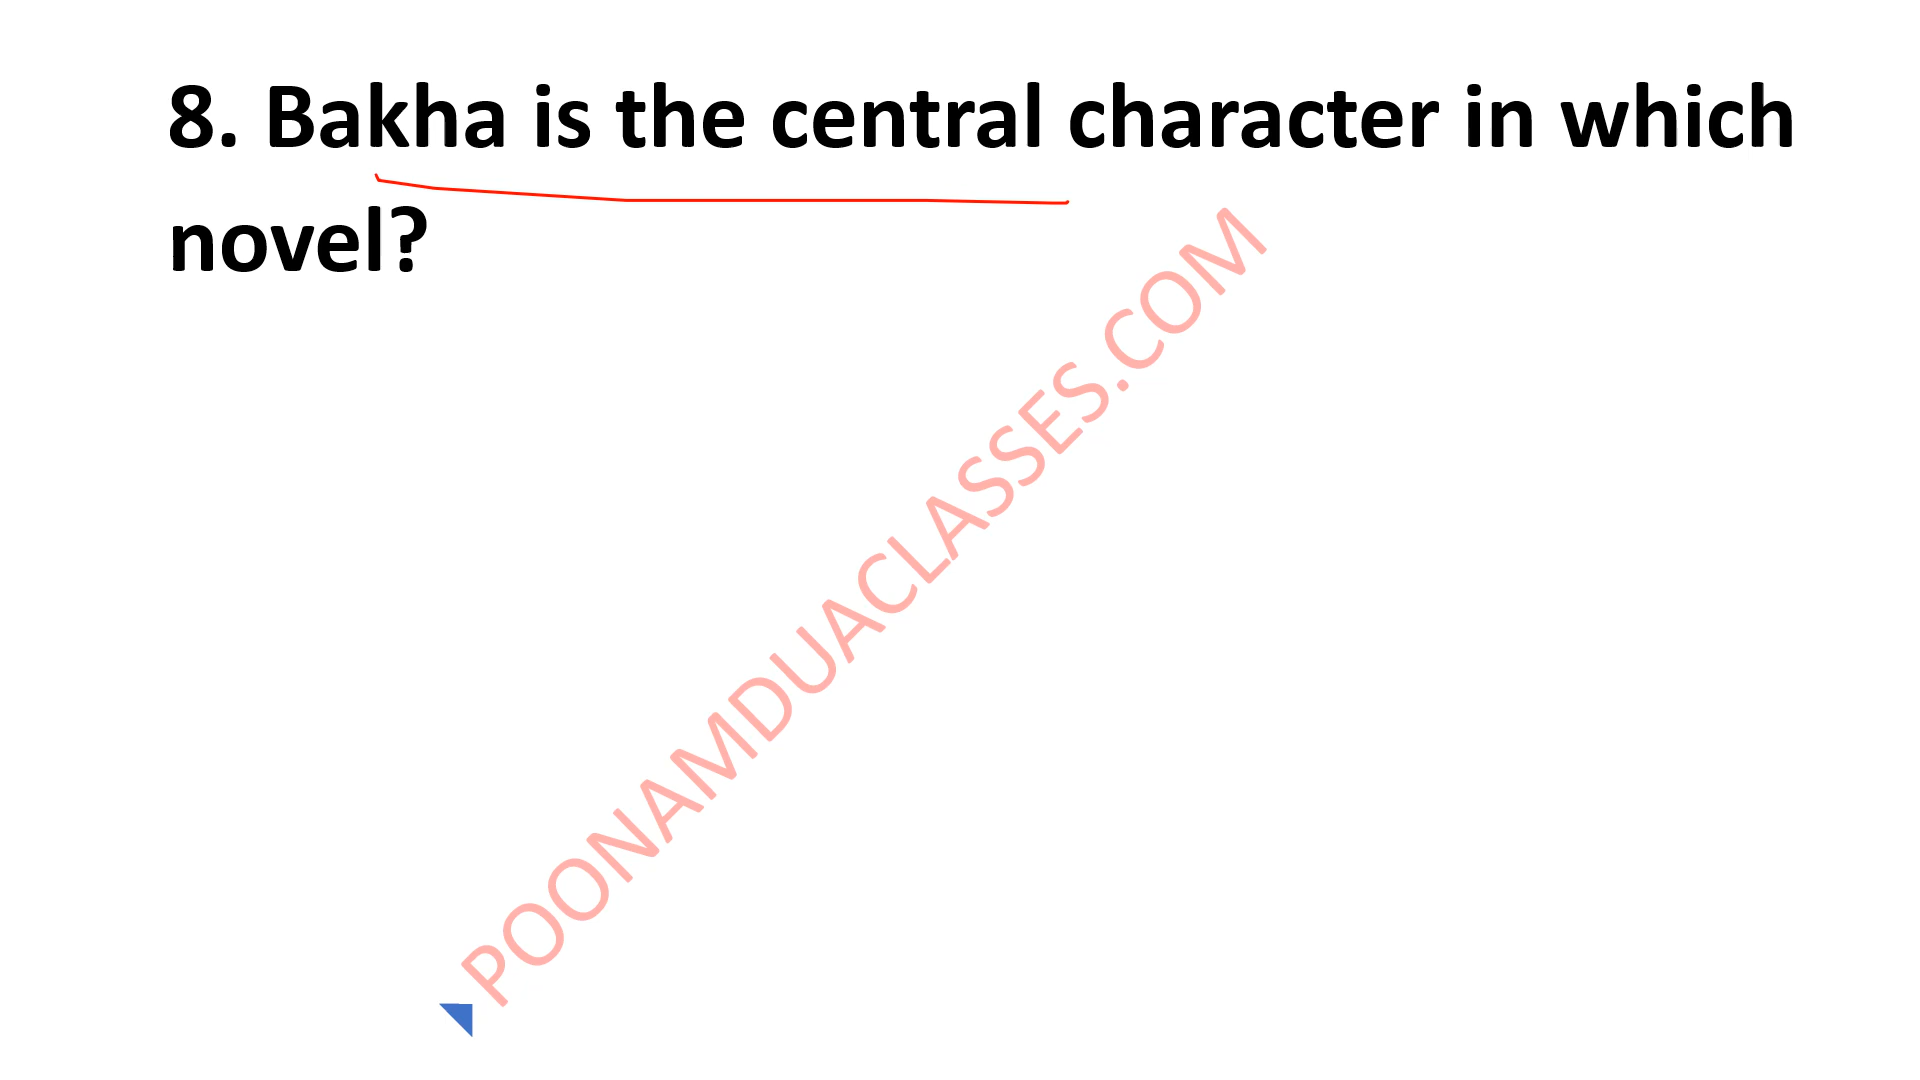 8. Bakha is the central character in which
novel?
POONAMDUACLASSES.COM